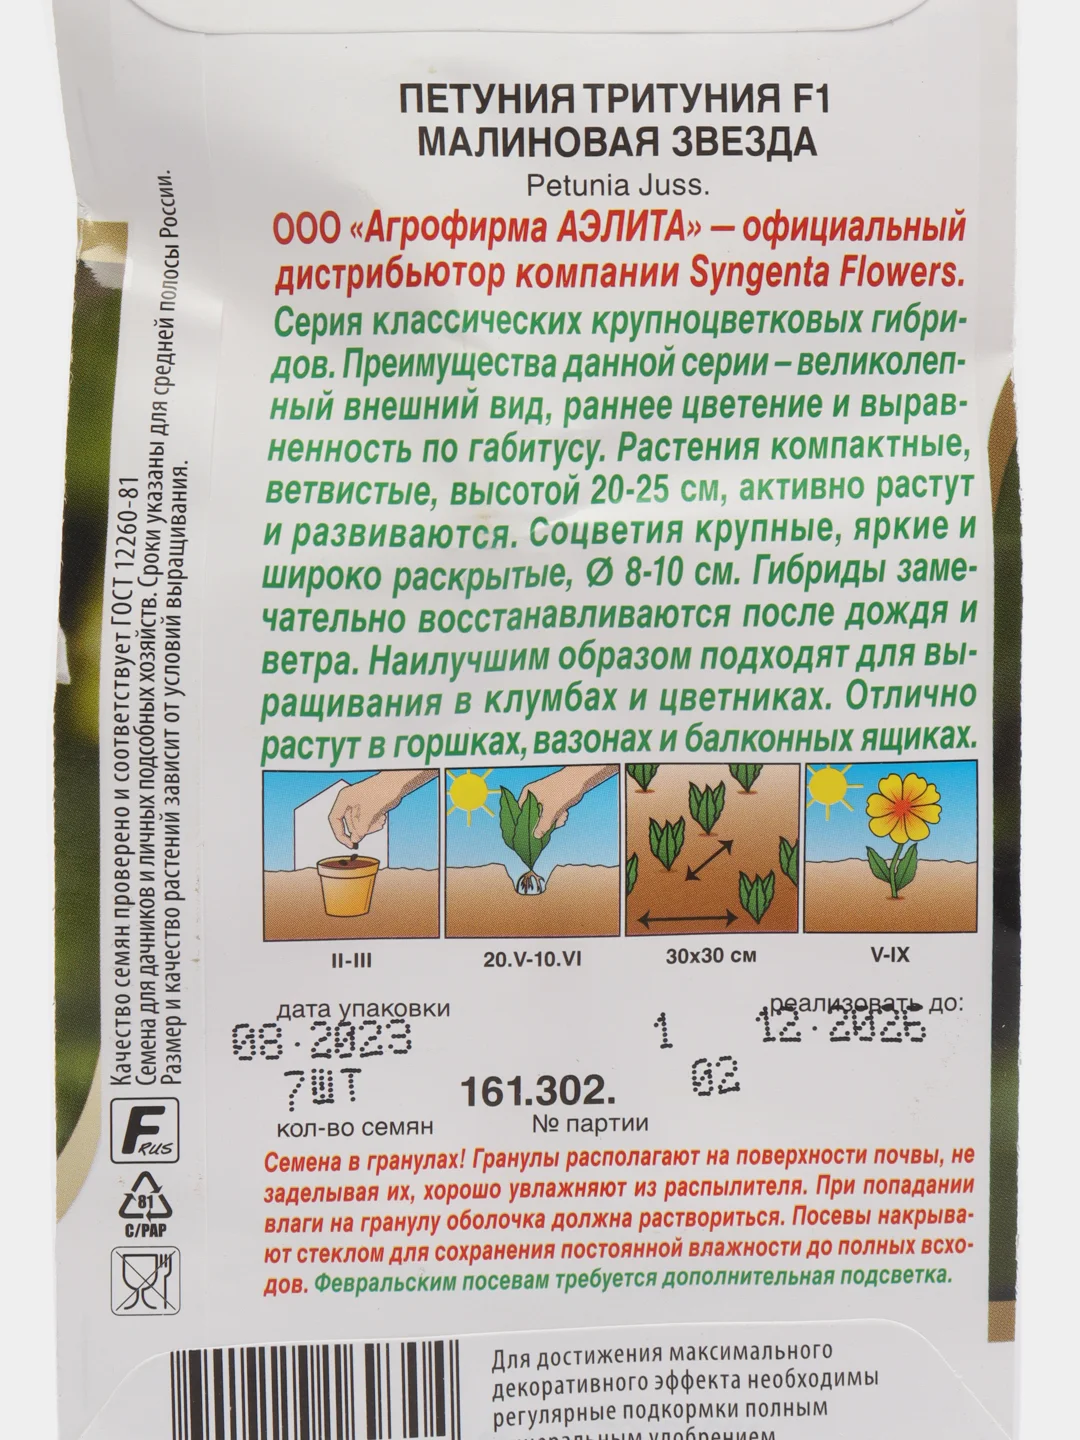 ПЕТУНИЯ ТРИТУНИЯ F1
МАЛИНОВАЯ ЗВЕЗДА
Petunia Juss.
ООО «Агрофирма АЭЛИТА» – официальный
дистрибьютор компании Syngenta Flowers.
Серия классических крупноцветковых гибри-
дов. Преимущества данной серии – великолеп-
ный внешний вид, раннее цветение и вырав-
ненность по габитусу. Растения компактные,
ветвистые, высотой 20-25 см, активно растут
и развиваются. Соцветия крупные, яркие и
широко раскрытые, Ø 8-10 см. Гибриды заме-
чательно восстанавливаются после дождя и
ветра. Наилучшим образом подходят для вы-
ращивания в клумбах и цветниках. Отлично
растут в горшках, вазонах и балконных ящиках.
II-III
20.V-10.VI
30х30 см
V-IX
дата упаковки
реализовать до:
08.2023
1
12.2026
7ШТ
161.302.
02
кол-во семян
№ партии
Семена в гранулах! Гранулы располагают на поверхности почвы, не
заделывая их, хорошо увлажняют из распылителя. При попадании
влаги на гранулу оболочка должна раствориться. Посевы накрыва-
ют стеклом для сохранения постоянной влажности до полных всхо-
дов. Февральским посевам требуется дополнительная подсветка.
Для достижения максимального
декоративного эффекта необходимы
регулярные подкормки полным
минеральным удобрением
Качество семян проверено и соответствует ГОСТ 12260-81
Семена для дачников и личных подсобных хозяйств. Сроки указаны для средней полосы России.
Размер и качество растений зависит от условий выращивания.
F RUS
81
C/PAP